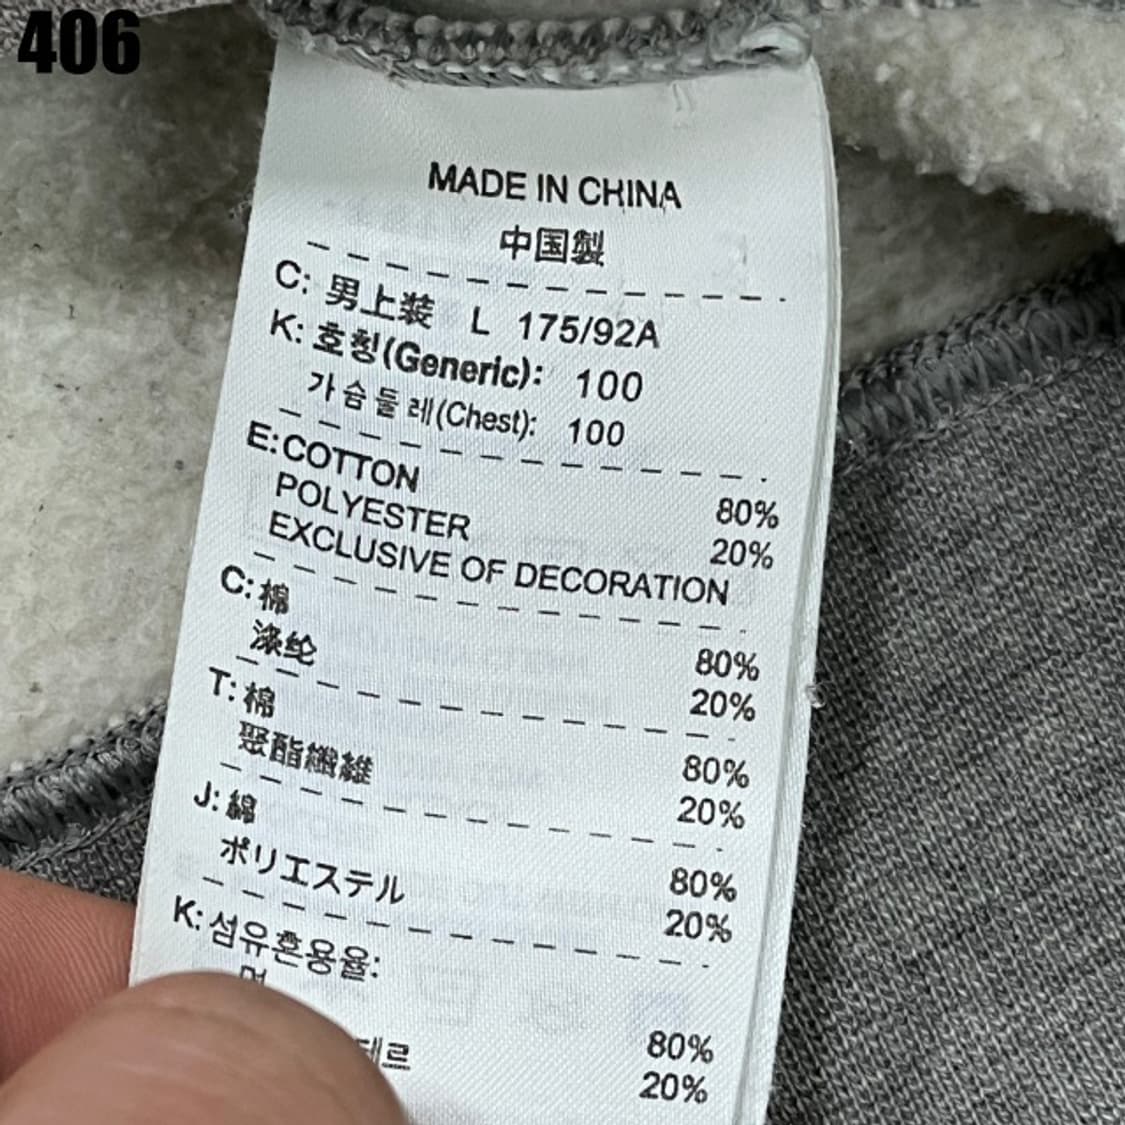 406
MADE IN CHINA
中国製
C: 男上装 L 175/92A
K: 호칭(Generic): 100
가슴둘레(Chest): 100
E:COTTON 80%
POLYESTER 20%
EXCLUSIVE OF DECORATION
C: 棉 80%
涤纶 20%
T: 棉 80%
聚酯纖維 20%
J: 綿 80%
ポリエステル 20%
K: 섬유혼용율:
80%
테르 20%